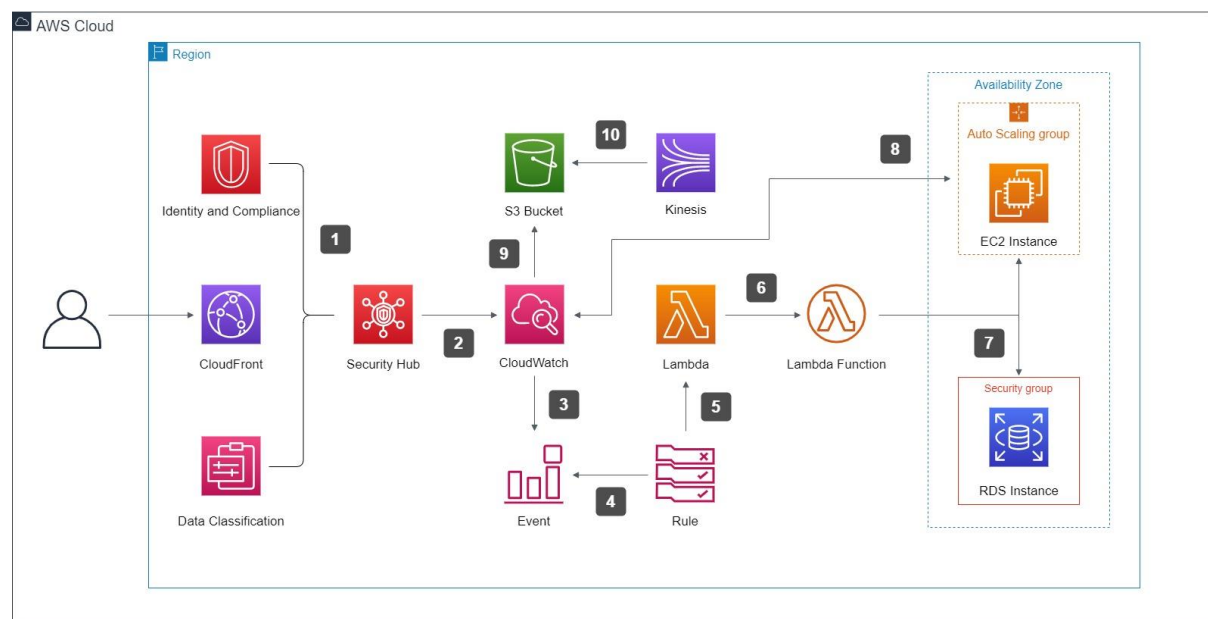 AWS Cloud
Region
Availability Zone
Auto Scaling group
10
8
Identity and Compliance
S3 Bucket
Kinesis
EC2 Instance
1
9
6
2
7
CloudFront
Security Hub
CloudWatch
Lambda
Lambda Function
Security group
3
5
4
RDS Instance
Data Classification
Event
Rule